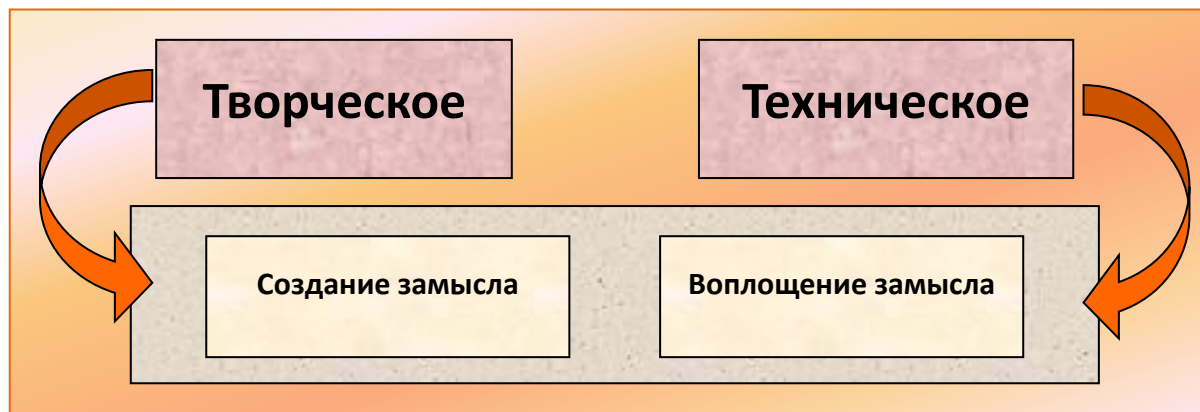 Творческое
Техническое
Создание замысла
Воплощение замысла